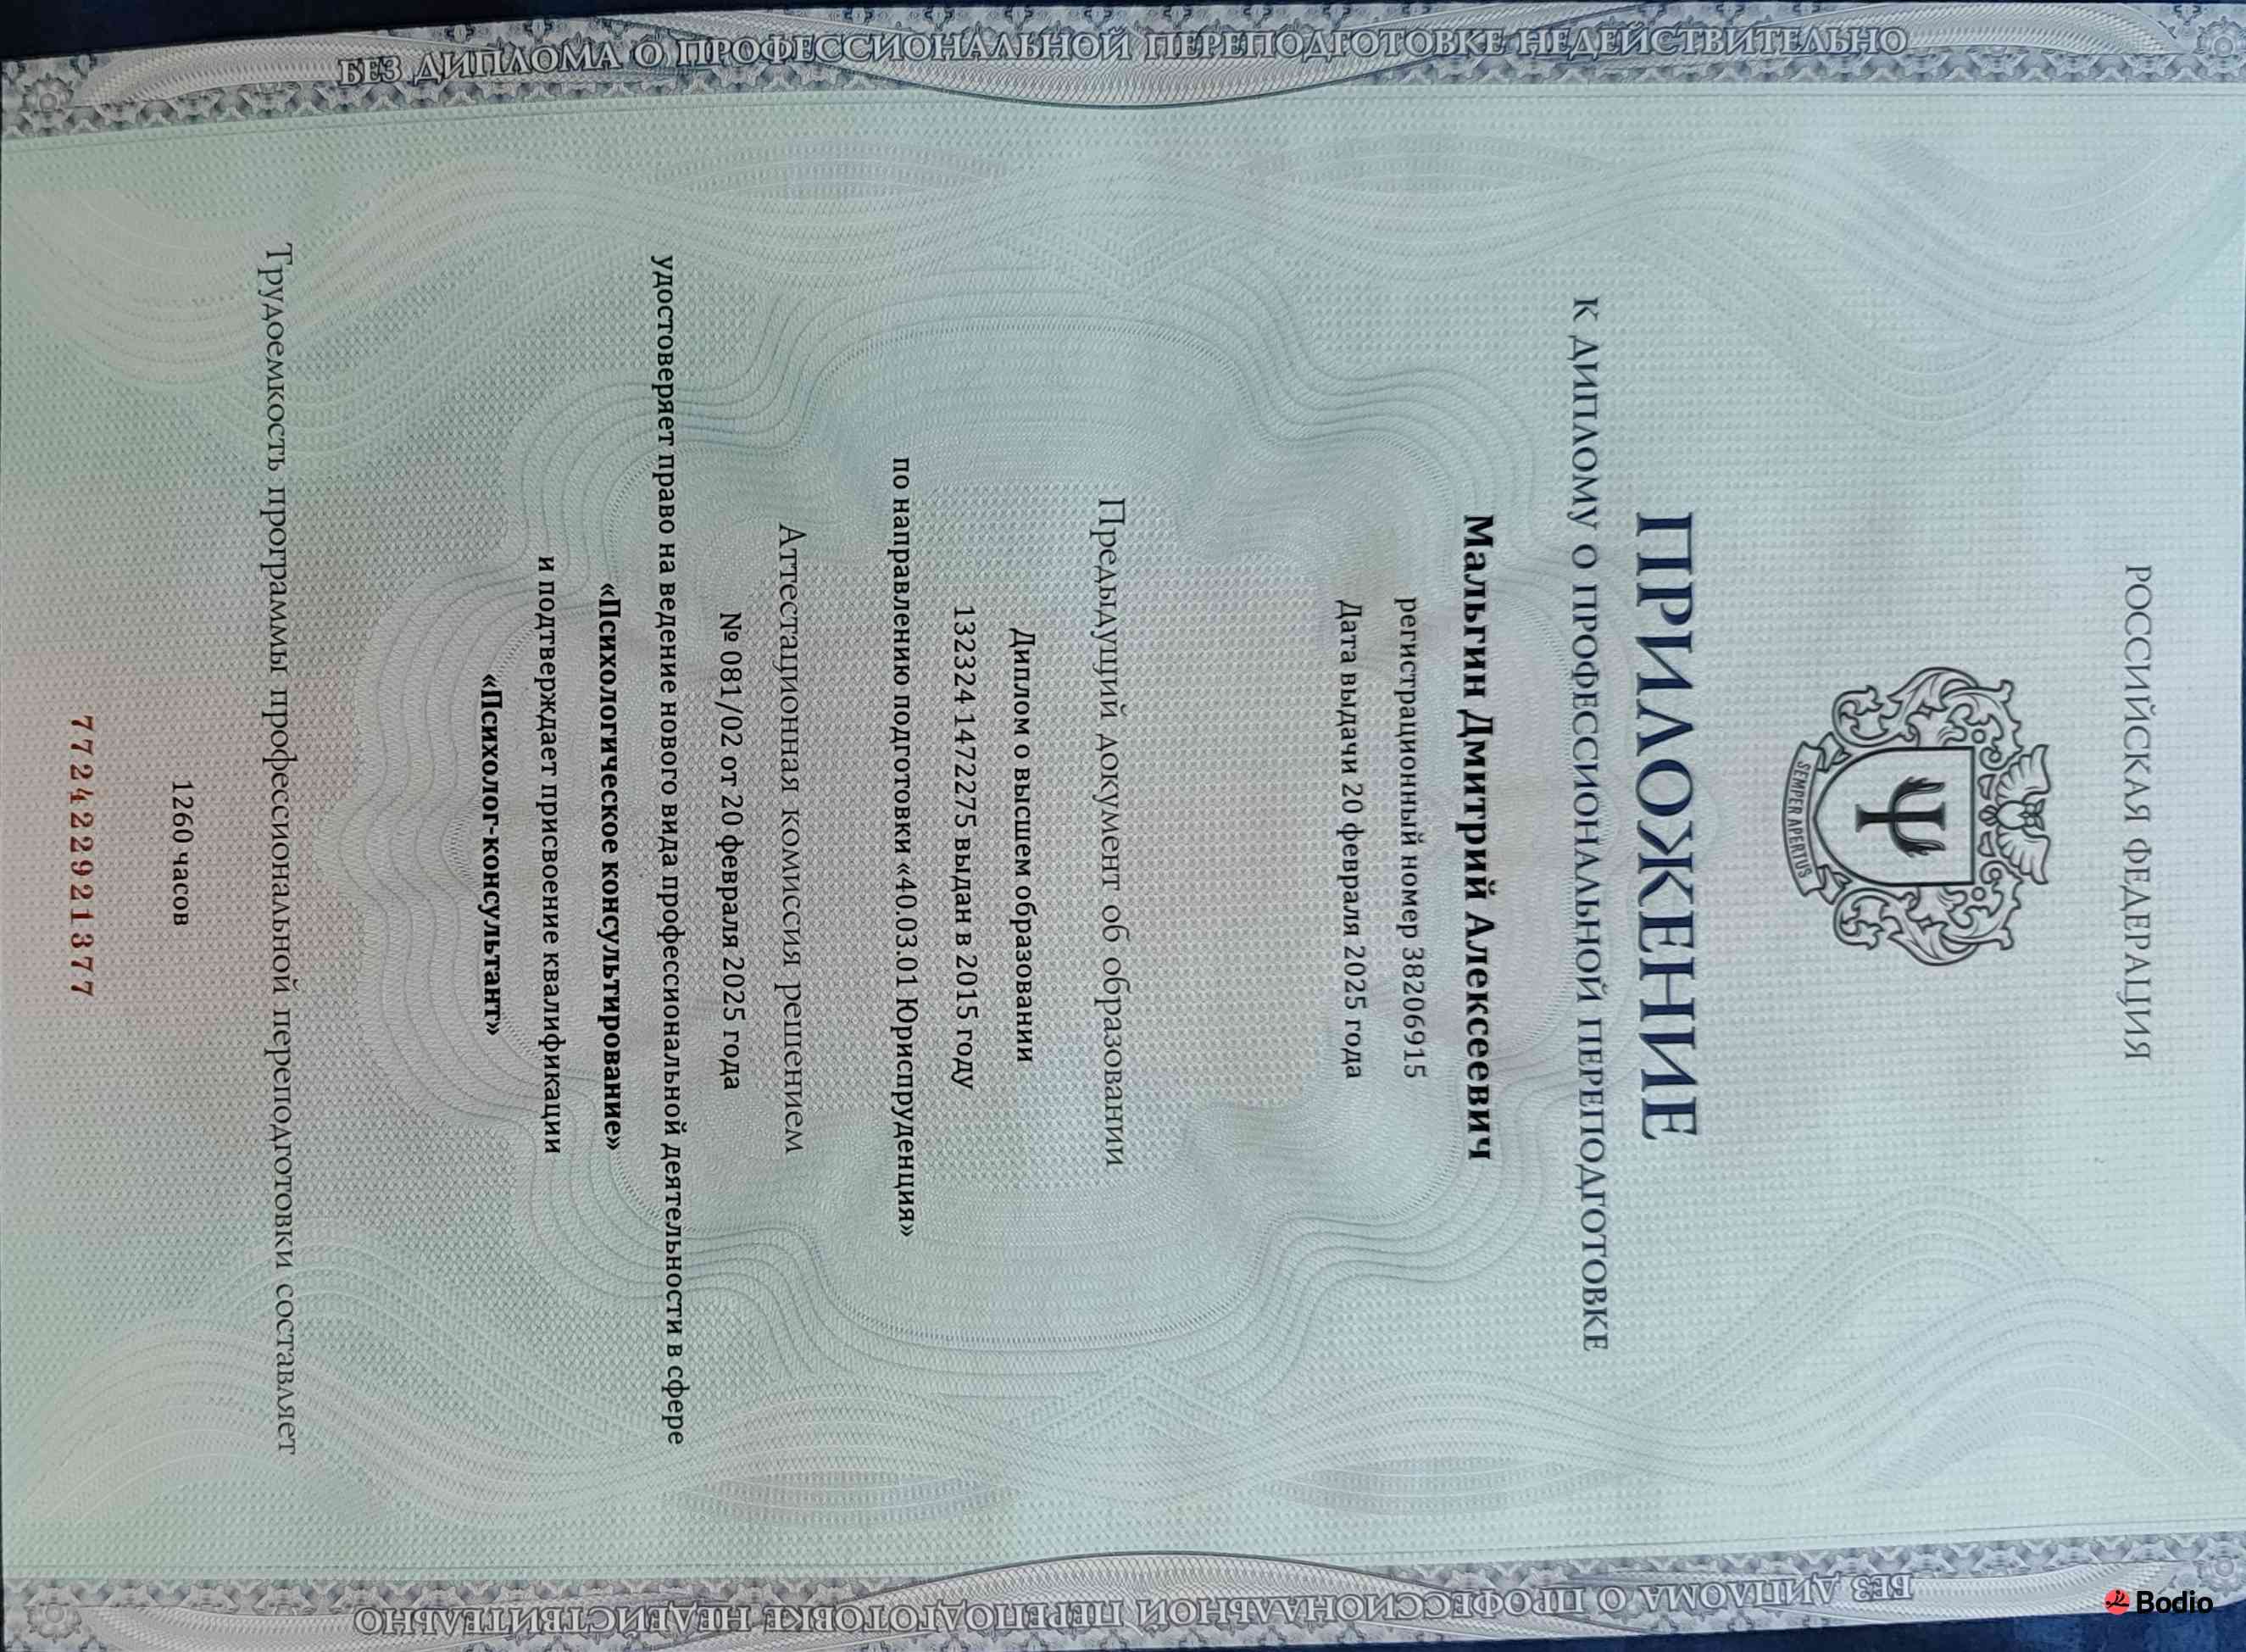 БЕЗ ДИПЛОМА О ПРОФЕССИОНАЛЬНОЙ ПЕРЕПОДГОТОВКЕ НЕДЕЙСТВИТЕЛЬНО
РОССИЙСКАЯ ФЕДЕРАЦИЯ
Ψ
SEMPER APERTUS
ПРИЛОЖЕНИЕ
К ДИПЛОМУ О ПРОФЕССИОНАЛЬНОЙ ПЕРЕПОДГОТОВКЕ
Мальгин Дмитрий Алексеевич
регистрационный номер 38206915
Дата выдачи 20 февраля 2025 года
Предыдущий документ об образовании
Диплом о высшем образовании
132324 1472275 выдан в 2015 году
по направлению подготовки «40.03.01 Юриспруденция»
Аттестационная комиссия решением
№ 081/02 от 20 февраля 2025 года
удостоверяет право на ведение нового вида профессиональной деятельности в сфере
«Психологическое консультирование»
и подтверждает присвоение квалификации
«Психолог-консультант»
Трудоемкость программы профессиональной переподготовки составляет
1260 часов
772422921377
БЕЗ ДИПЛОМА О ПРОФЕССИОНАЛЬНОЙ ПЕРЕПОДГОТОВКЕ НЕДЕЙСТВИТЕЛЬНО
Bodio